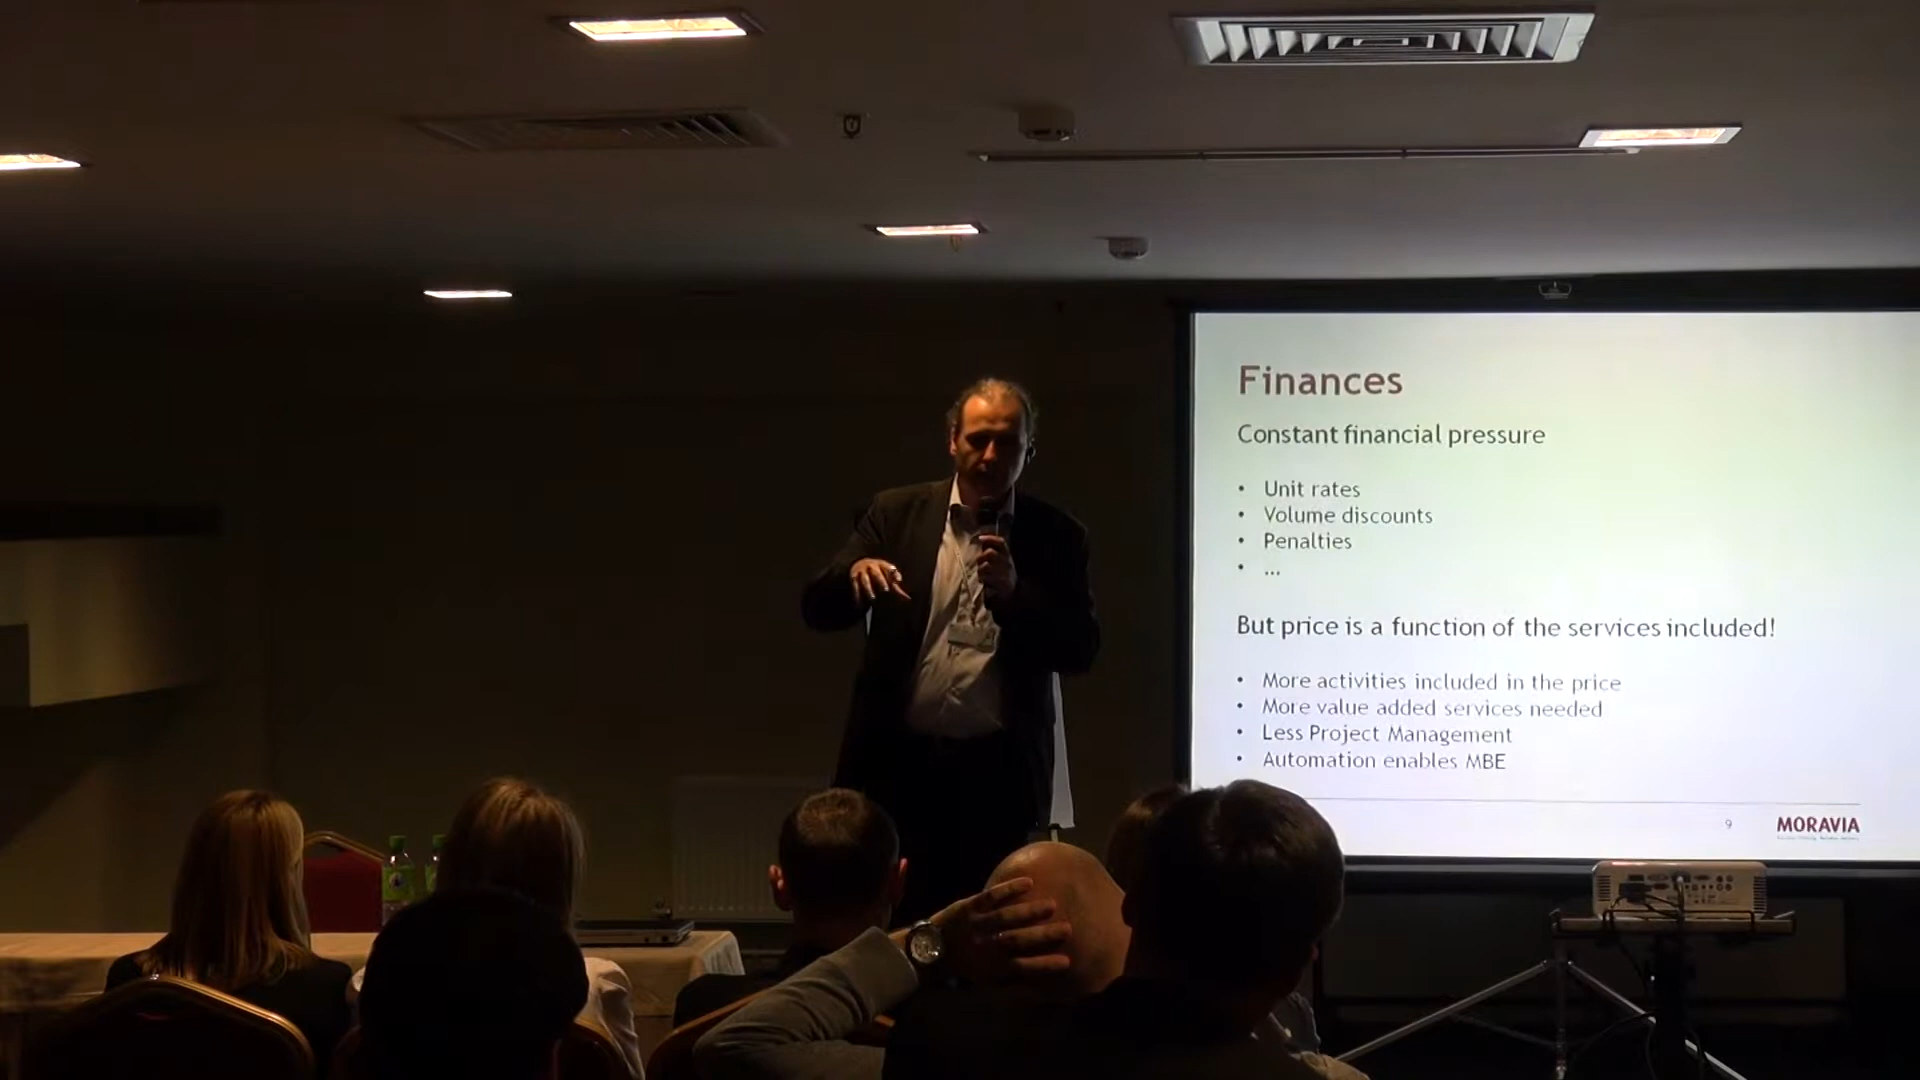 Finances
Constant financial pressure
• Unit rates
• Volume discounts
• Penalties
• ...
But price is a function of the services included!
• More activities included in the price
• More value added services needed
• Less Project Management
• Automation enables MBE
9
MORAVIA